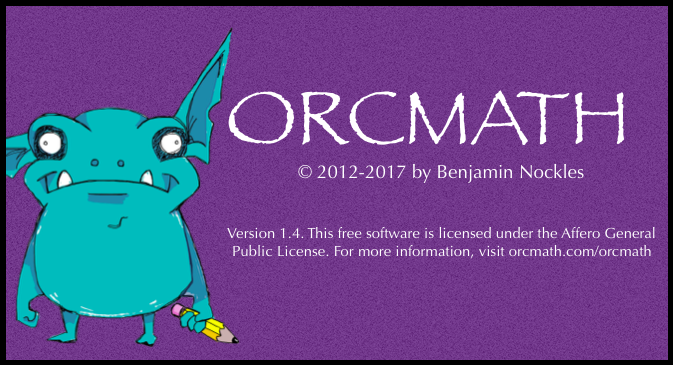 ORCMATH
© 2012-2017 by Benjamin Nockles
Version 1.4. This free software is licensed under the Affero General
Public License. For more information, visit orcmath.com/orcmath